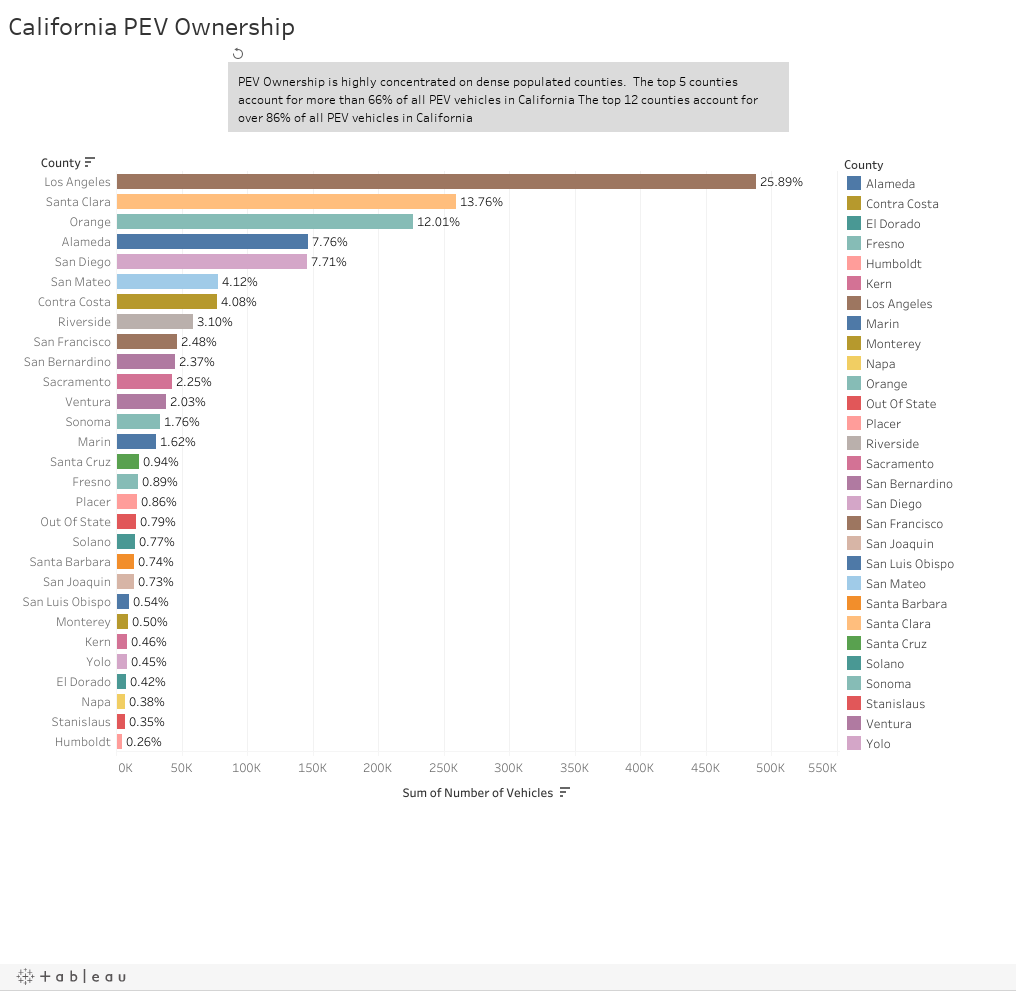 California PEV Ownership
PEV Ownership is highly concentrated on dense populated counties.  The top 5 counties
account for more than 66% of all PEV vehicles in California The top 12 counties account for
over 86% of all PEV vehicles in California
County
Los Angeles 25.89%
Santa Clara 13.76%
Orange 12.01%
Alameda 7.76%
San Diego 7.71%
San Mateo 4.12%
Contra Costa 4.08%
Riverside 3.10%
San Francisco 2.48%
San Bernardino 2.37%
Sacramento 2.25%
Ventura 2.03%
Sonoma 1.76%
Marin 1.62%
Santa Cruz 0.94%
Fresno 0.89%
Placer 0.86%
Out Of State 0.79%
Solano 0.77%
Santa Barbara 0.74%
San Joaquin 0.73%
San Luis Obispo 0.54%
Monterey 0.50%
Kern 0.46%
Yolo 0.45%
El Dorado 0.42%
Napa 0.38%
Stanislaus 0.35%
Humboldt 0.26%
0K 50K 100K 150K 200K 250K 300K 350K 400K 450K 500K 550K
Sum of Number of Vehicles
County
Alameda
Contra Costa
El Dorado
Fresno
Humboldt
Kern
Los Angeles
Marin
Monterey
Napa
Orange
Out Of State
Placer
Riverside
Sacramento
San Bernardino
San Diego
San Francisco
San Joaquin
San Luis Obispo
San Mateo
Santa Barbara
Santa Clara
Santa Cruz
Solano
Sonoma
Stanislaus
Ventura
Yolo
tableau